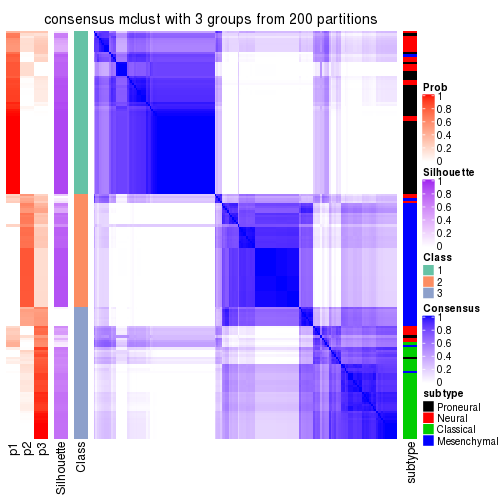 consensus mclust with 3 groups from 200 partitions
Prob
1
0.8
0.6
0.4
0.2
0
Silhouette
1
0.8
0.6
0.4
0.2
0
Class
1
2
3
Consensus
1
0.8
0.6
0.4
0.2
0
subtype
Proneural
Neural
Classical
Mesenchymal
p1
p2
p3
Silhouette
Class
subtype